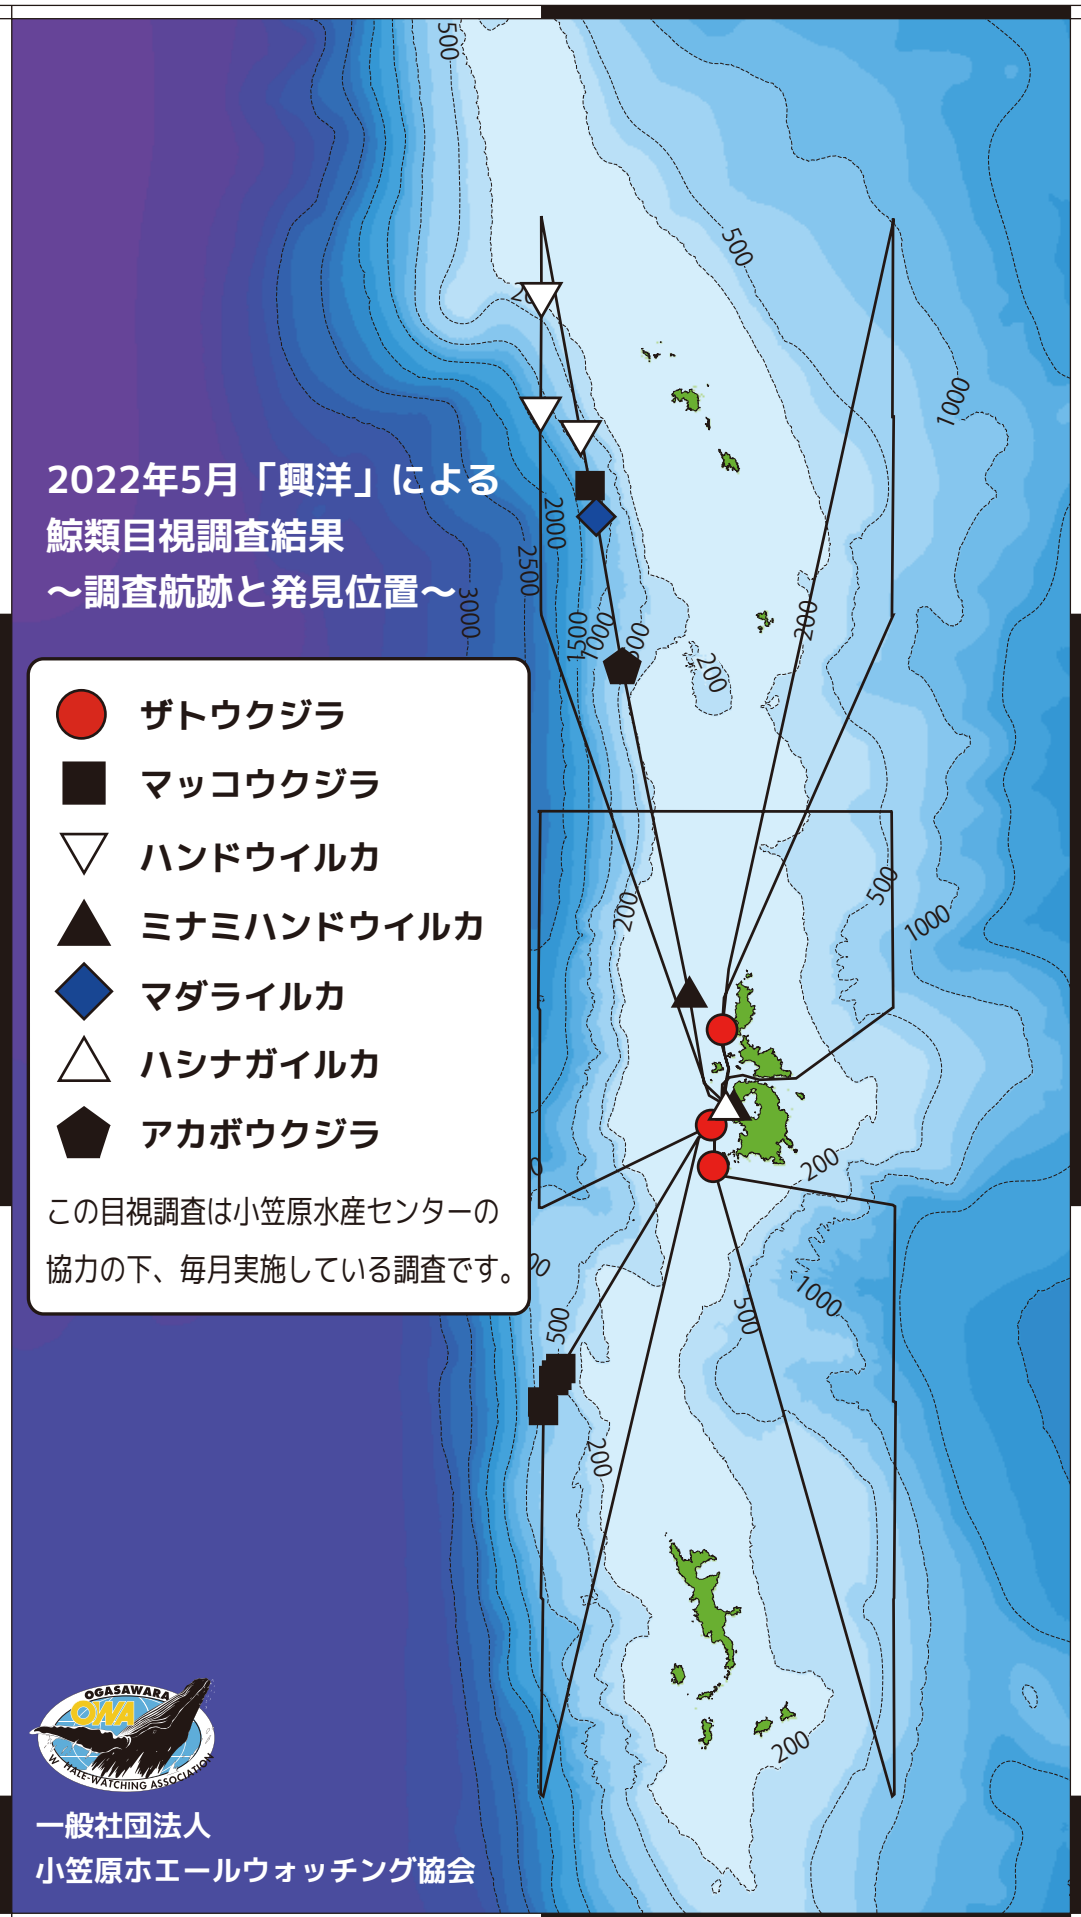 500
500
20
1000
2022年5月「興洋」による
鯨類目視調査結果
～調査航跡と発見位置～
2000
2500
3000
1500
1000
500
200
200
ザトウクジラ
マッコウクジラ
ハンドウイルカ
ミナミハンドウイルカ
マダライルカ
ハシナガイルカ
アカボウクジラ
この目視調査は小笠原水産センターの
協力の下、毎月実施している調査です。
200
500
1000
200
0
00
500
500
1000
200
200
OGASAWARA
OWA
WHALE-WATCHING ASSOCIATION
一般社団法人
小笠原ホエールウォッチング協会